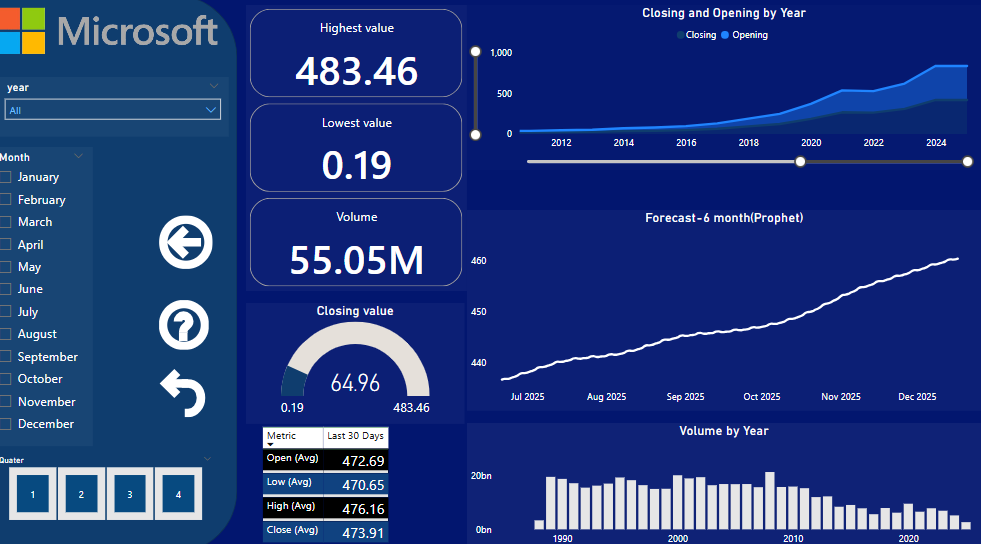 Microsoft
year
All
Month
January
February
March
April
May
June
July
August
September
October
November
December
Quater
1 2 3 4
Highest value
483.46
Lowest value
0.19
Volume
55.05M
Closing value
64.96
0.19 483.46
Metric Last 30 Days
Open (Avg) 472.69
Low (Avg) 470.65
High (Avg) 476.16
Close (Avg) 473.91
Closing and Opening by Year
Closing Opening
1,000
500
0
2012 2014 2016 2018 2020 2022 2024
Forecast-6 month(Prophet)
460
450
440
Jul 2025 Aug 2025 Sep 2025 Oct 2025 Nov 2025 Dec 2025
Volume by Year
20bn
0bn
1990 2000 2010 2020